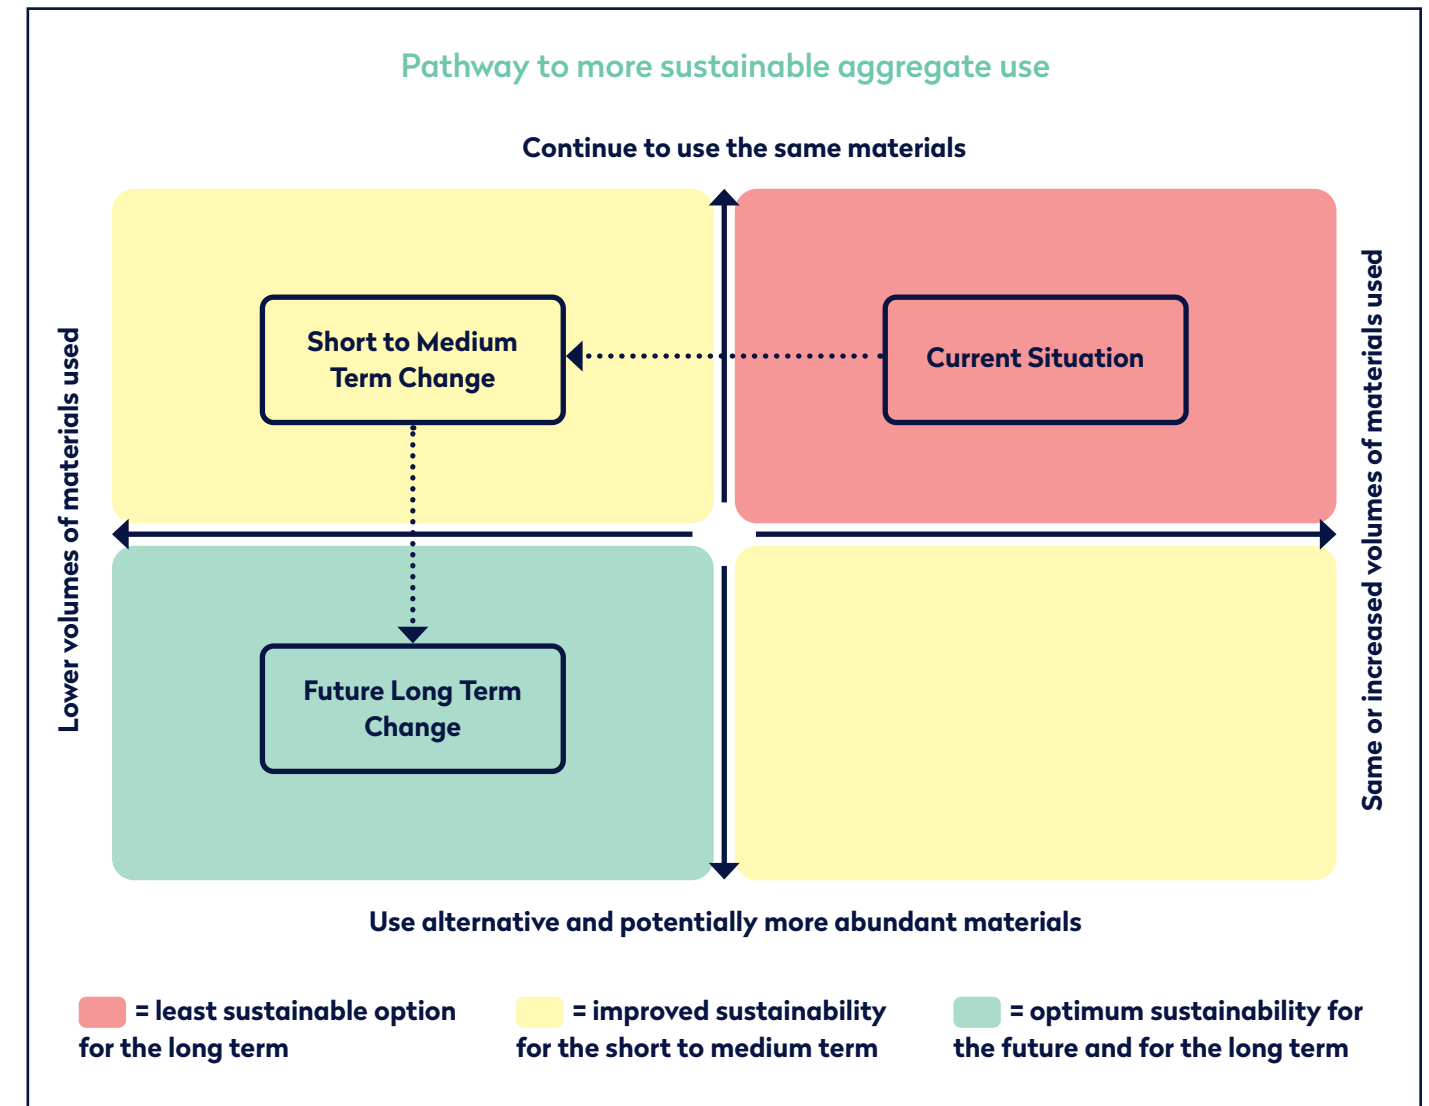 Pathway to more sustainable aggregate use
Continue to use the same materials
Lower volumes of materials used
Short to Medium
Term Change
Current Situation
Same or increased volumes of materials used
Future Long Term
Change
Use alternative and potentially more abundant materials
= least sustainable option
for the long term
= improved sustainability
for the short to medium term
= optimum sustainability for
the future and for the long term